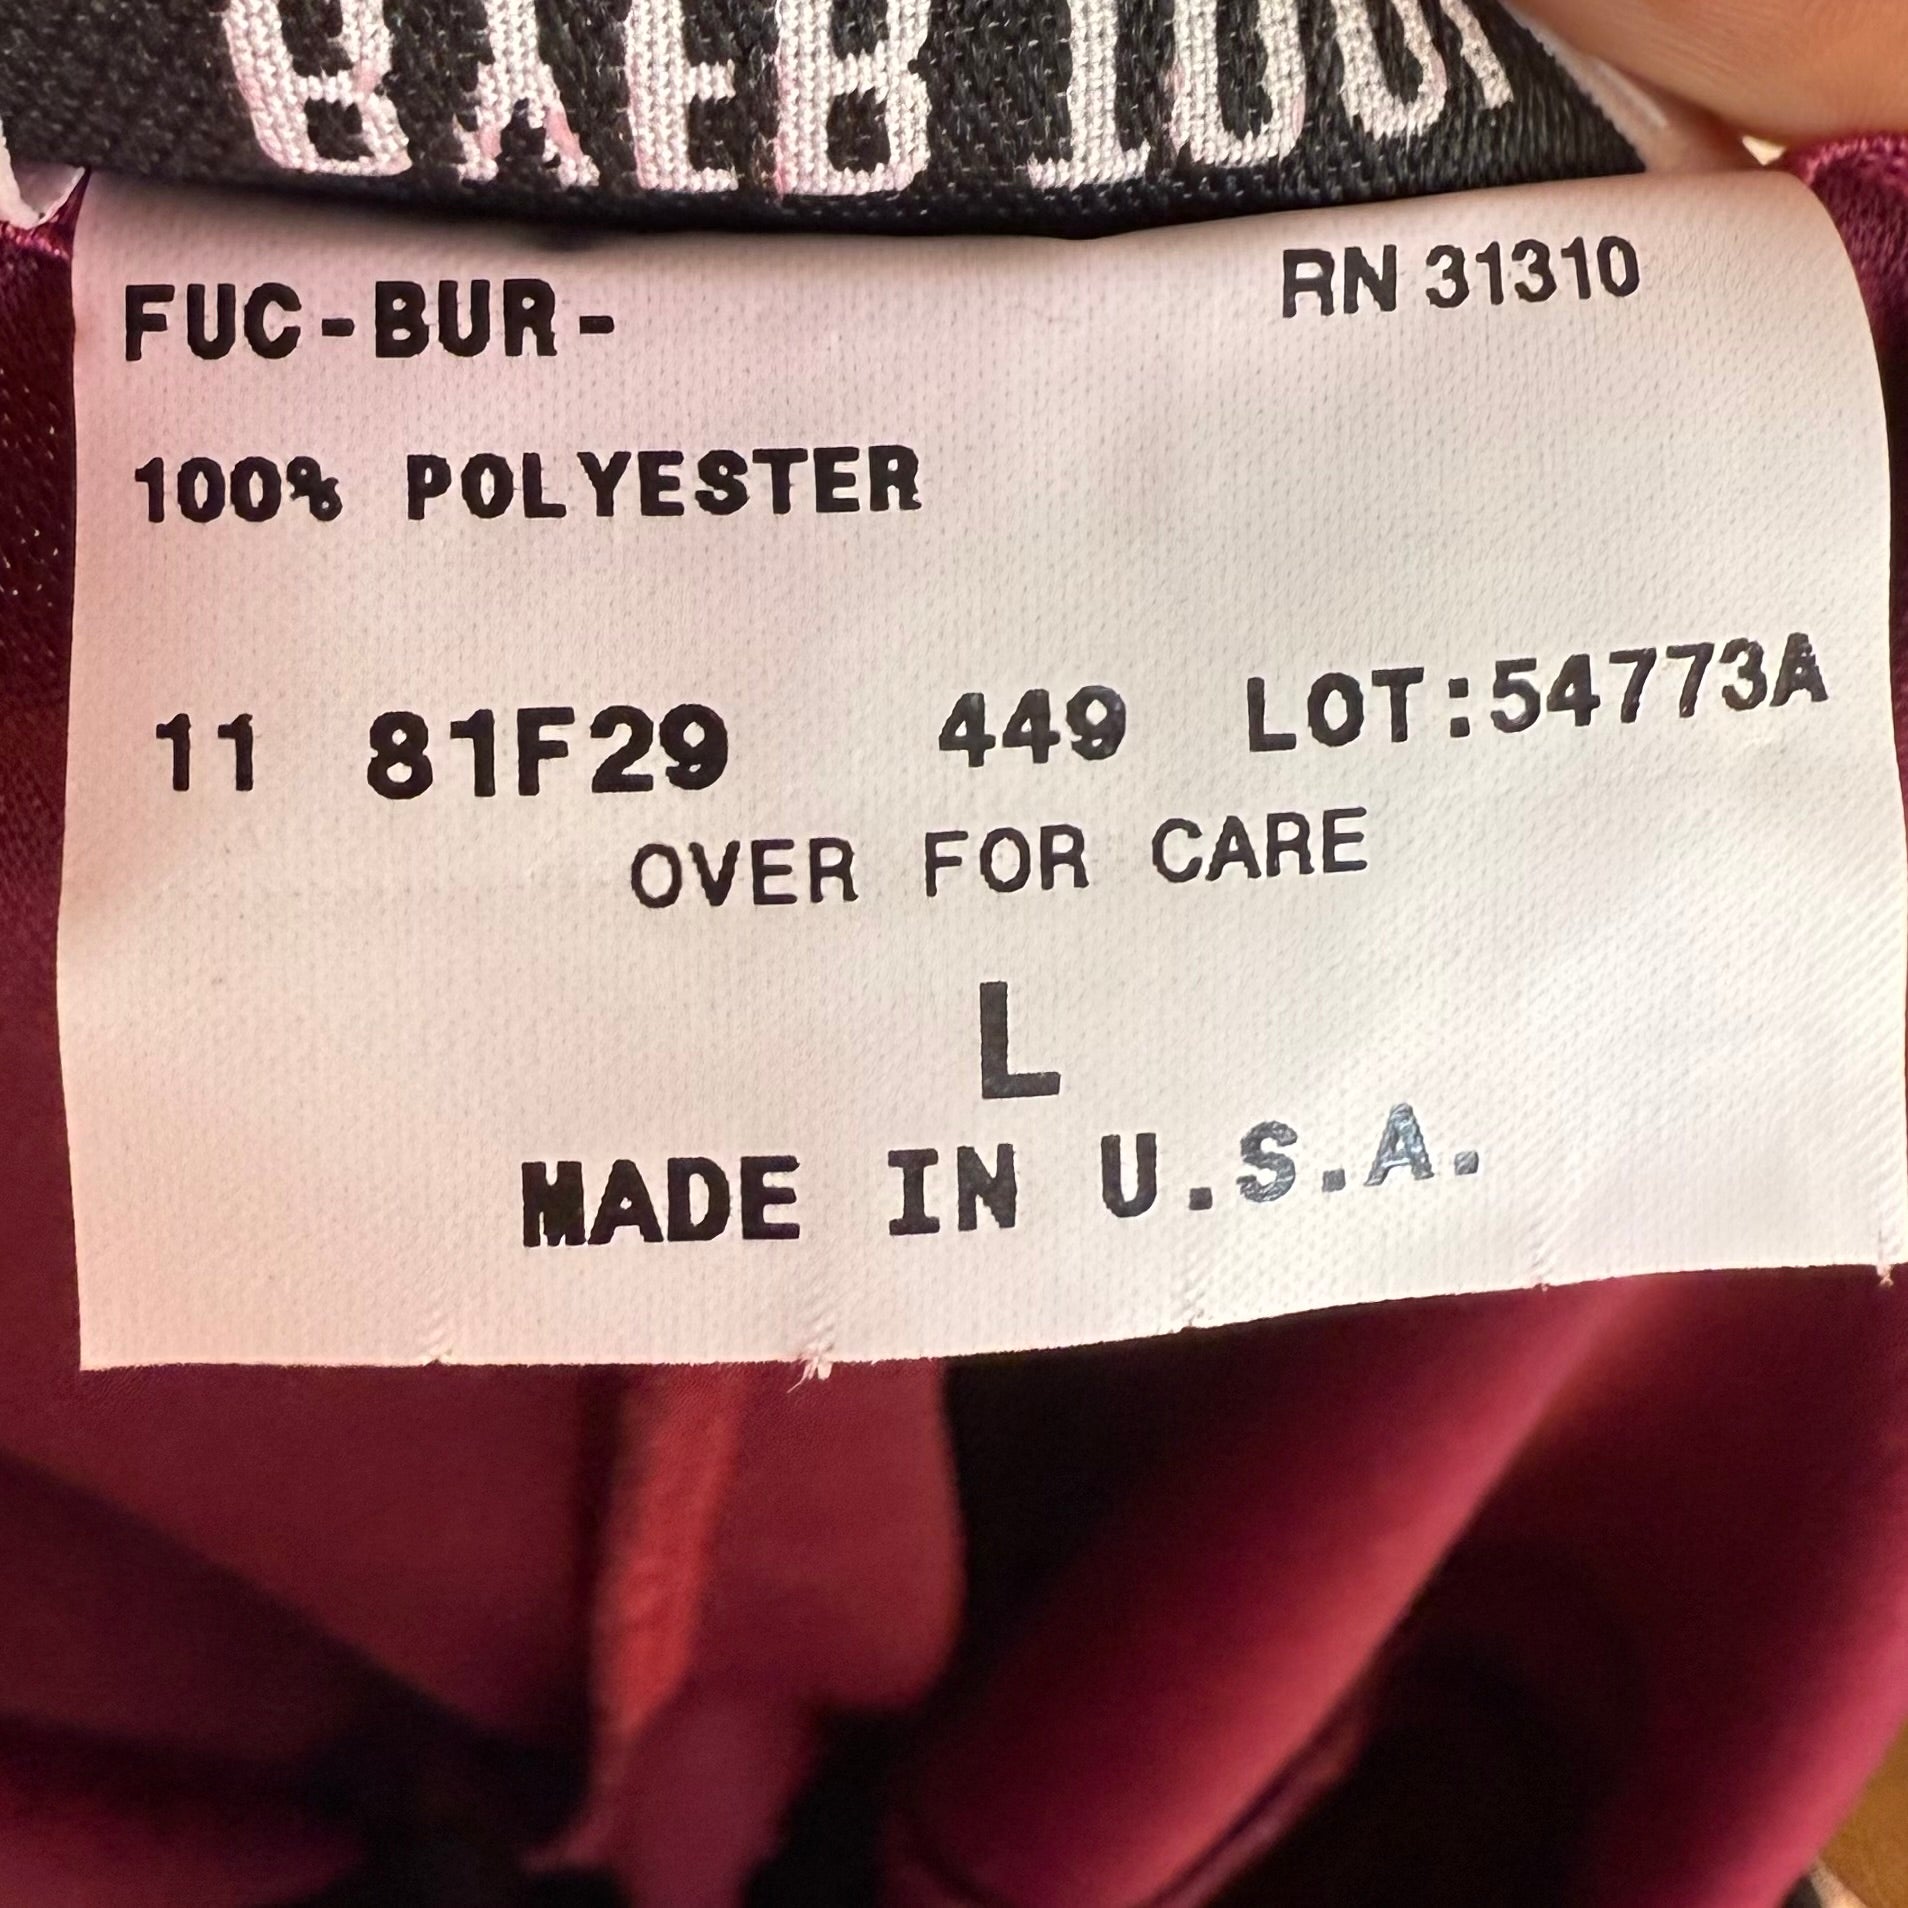 FUC-BUR-
RN 31310
100% POLYESTER
11 81F29 449 LOT:54773A
OVER FOR CARE
L
MADE IN U.S.A.